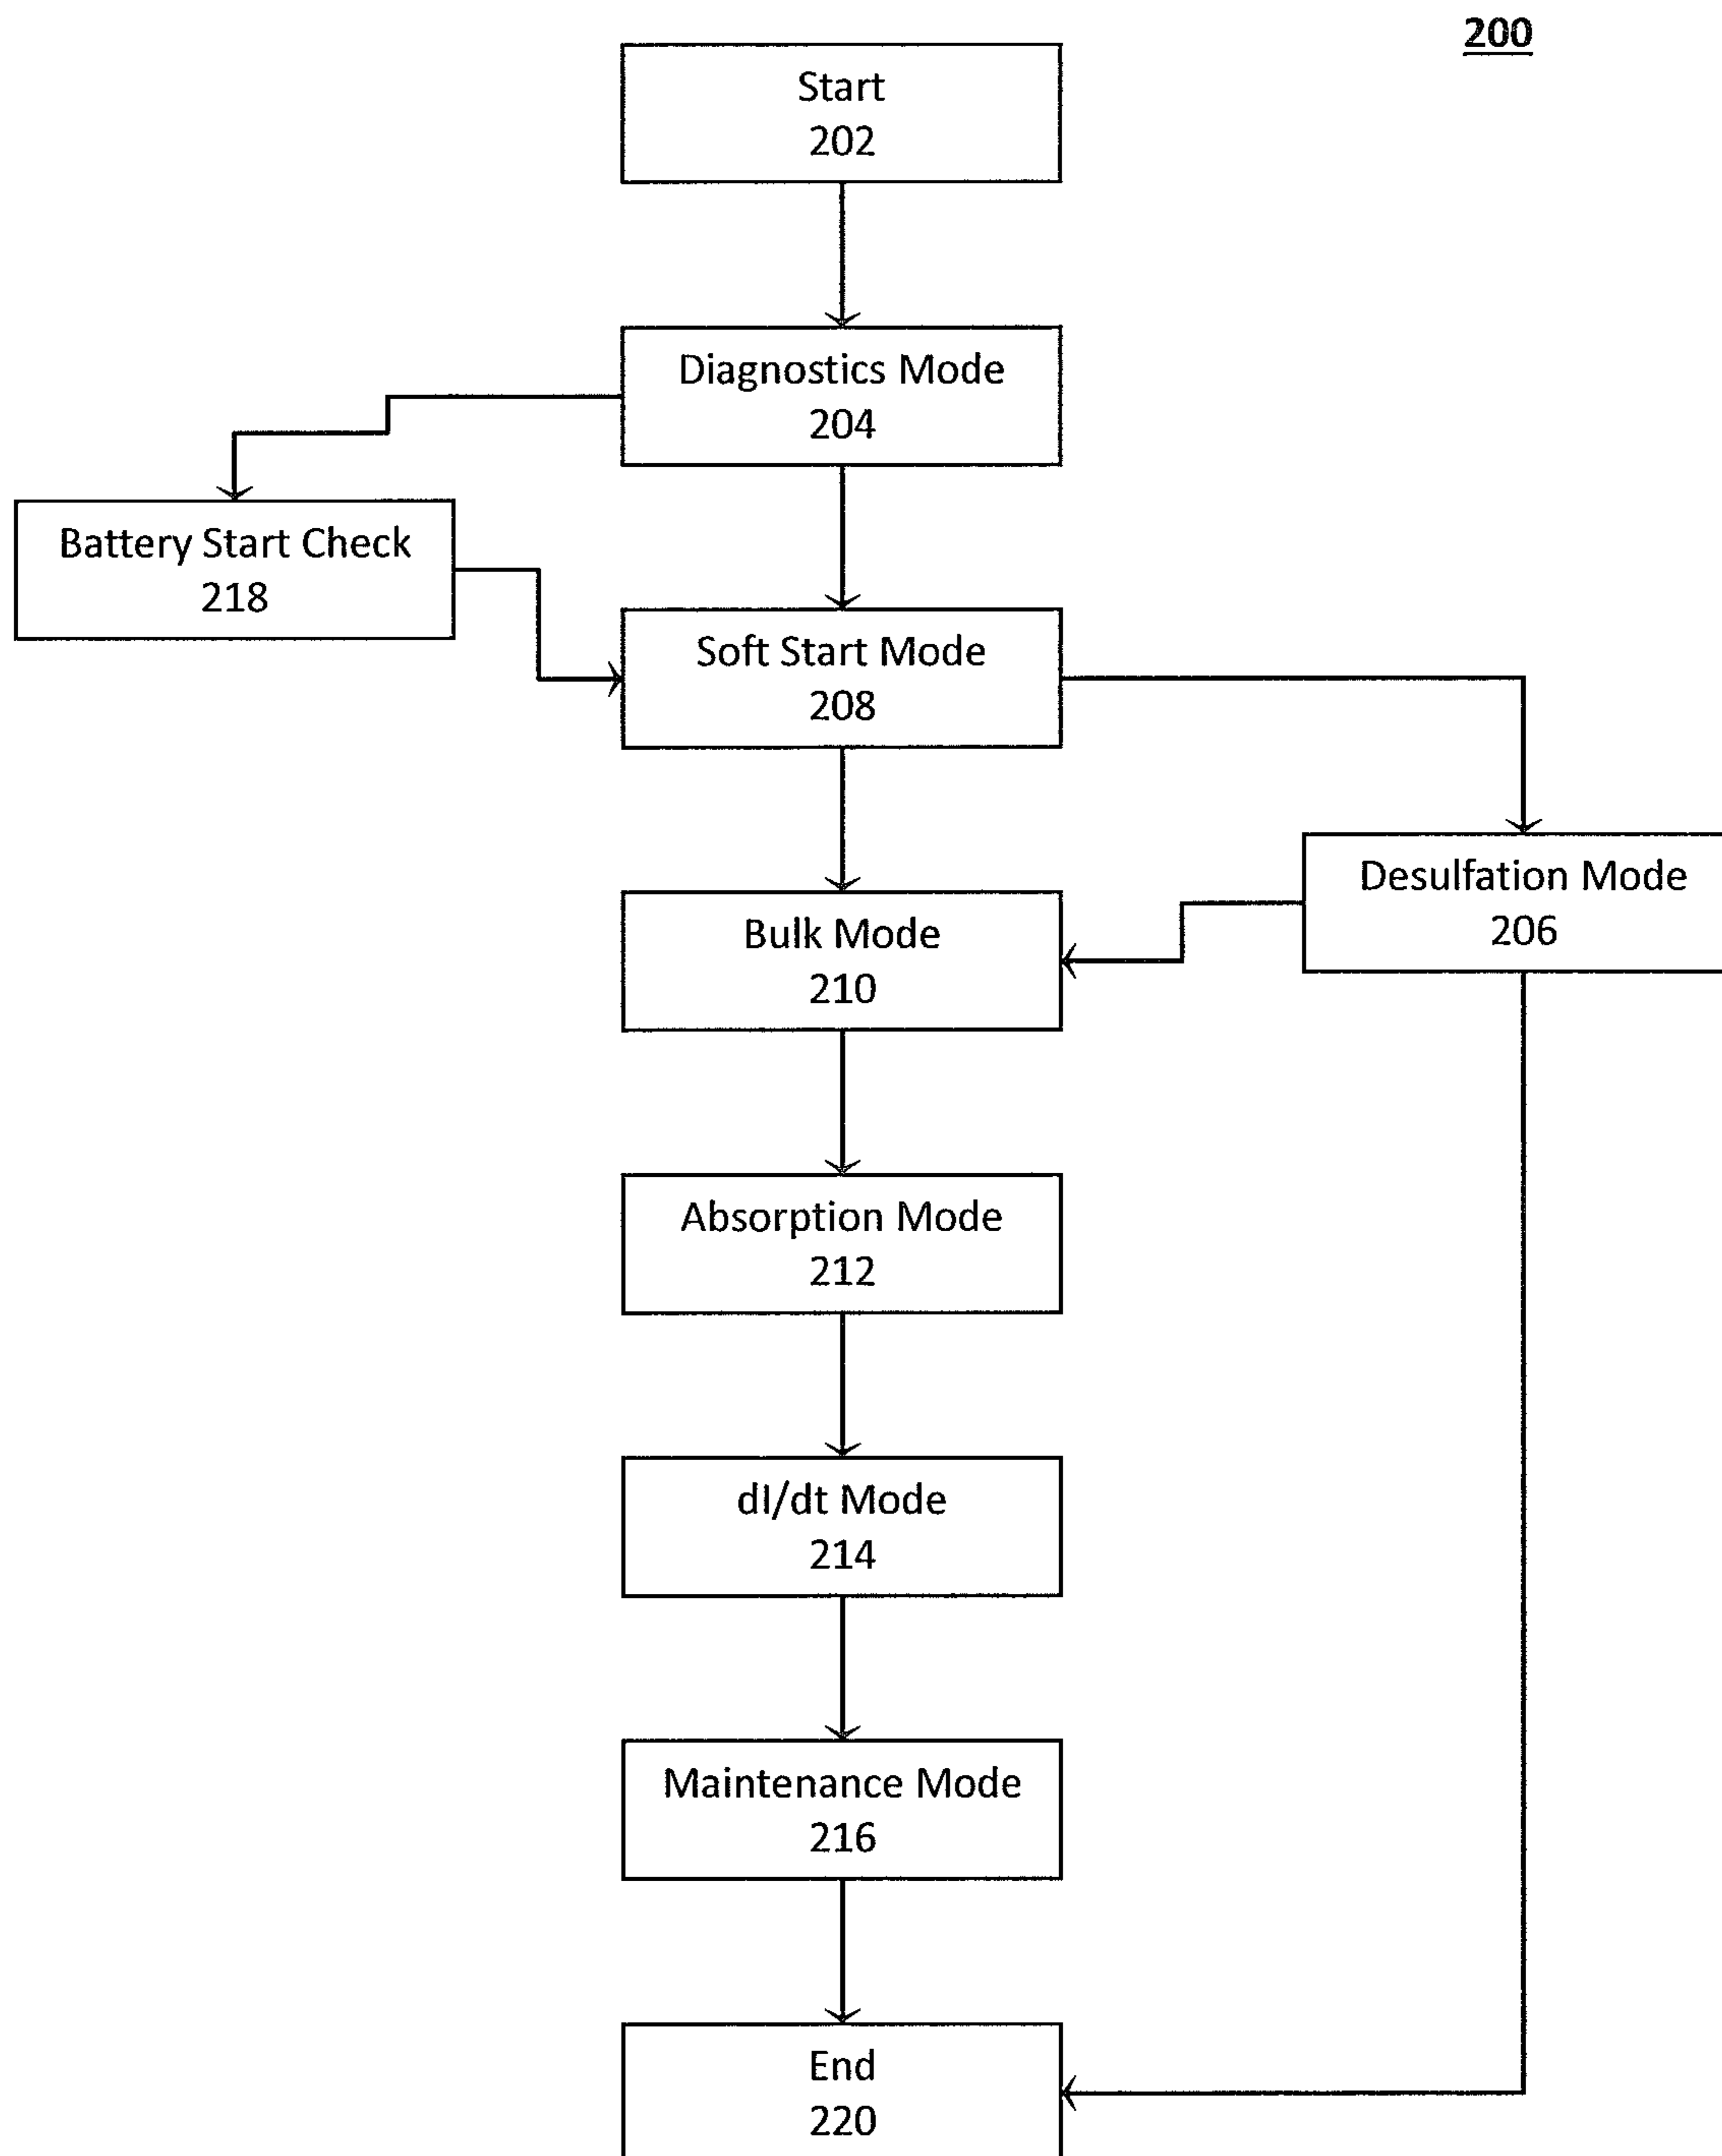 200
Start
202
Diagnostics Mode
204
Battery Start Check
218
Soft Start Mode
208
Desulfation Mode
206
Bulk Mode
210
Absorption Mode
212
dI/dt Mode
214
Maintenance Mode
216
End
220